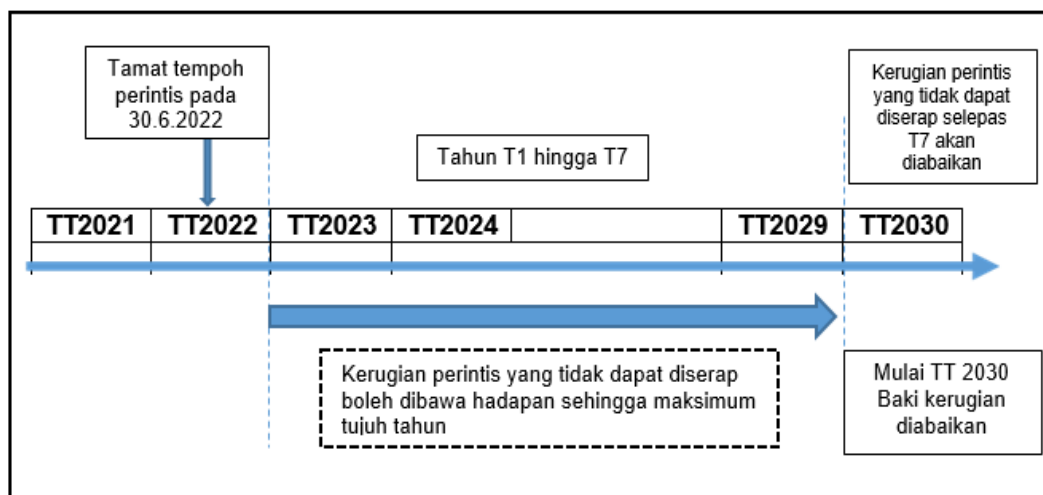 Tamat tempoh
perintis pada
30.6.2022
Tahun T1 hingga T7
Kerugian perintis
yang tidak dapat
diserap selepas
T7 akan
diabaikan
TT2021 TT2022 TT2023 TT2024 TT2029 TT2030
Kerugian perintis yang tidak dapat diserap
boleh dibawa hadapan sehingga maksimum
tujuh tahun
Mulai TT 2030
Baki kerugian
diabaikan